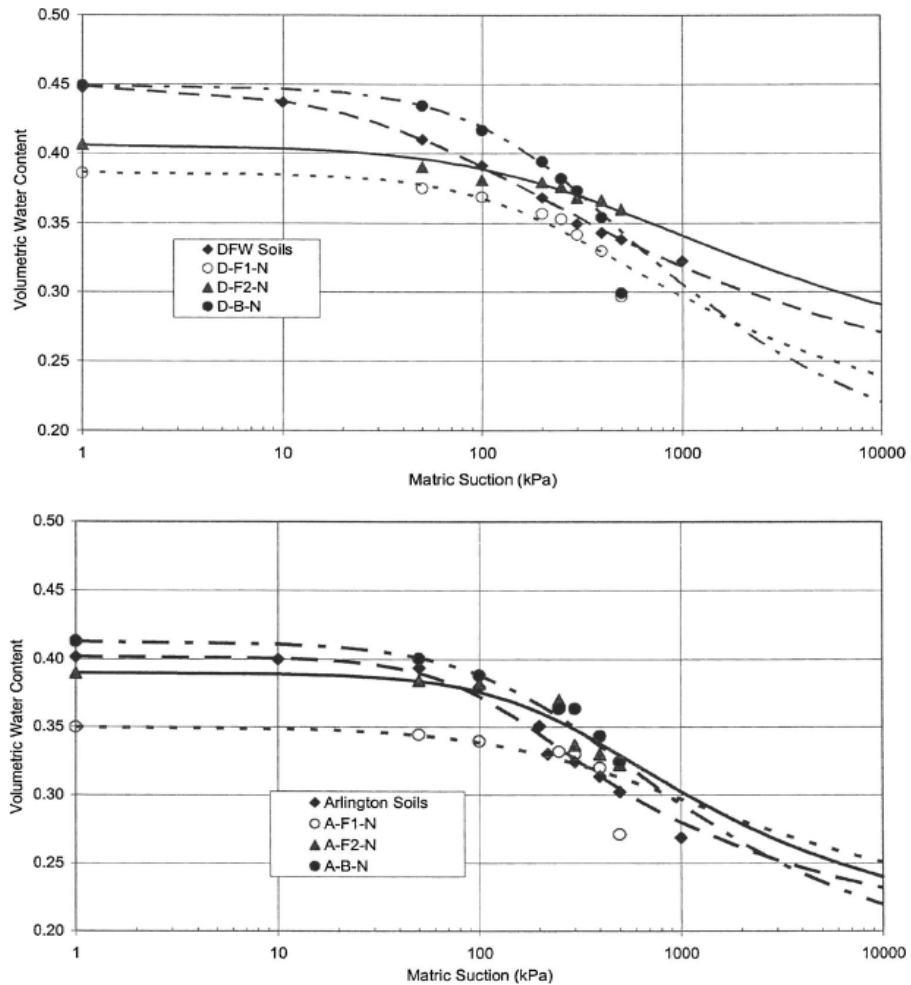 0.50
0.45
0.40
0.35
0.30
0.25
0.20
Volumetric Water Content
DFW Soils
D-F1-N
D-F2-N
D-B-N
1
10
100
1000
10000
Matric Suction (kPa)
0.50
0.45
0.40
0.35
0.30
0.25
0.20
Volumetric Water Content
Arlington Soils
A-F1-N
A-F2-N
A-B-N
1
10
100
1000
10000
Matric Suction (kPa)